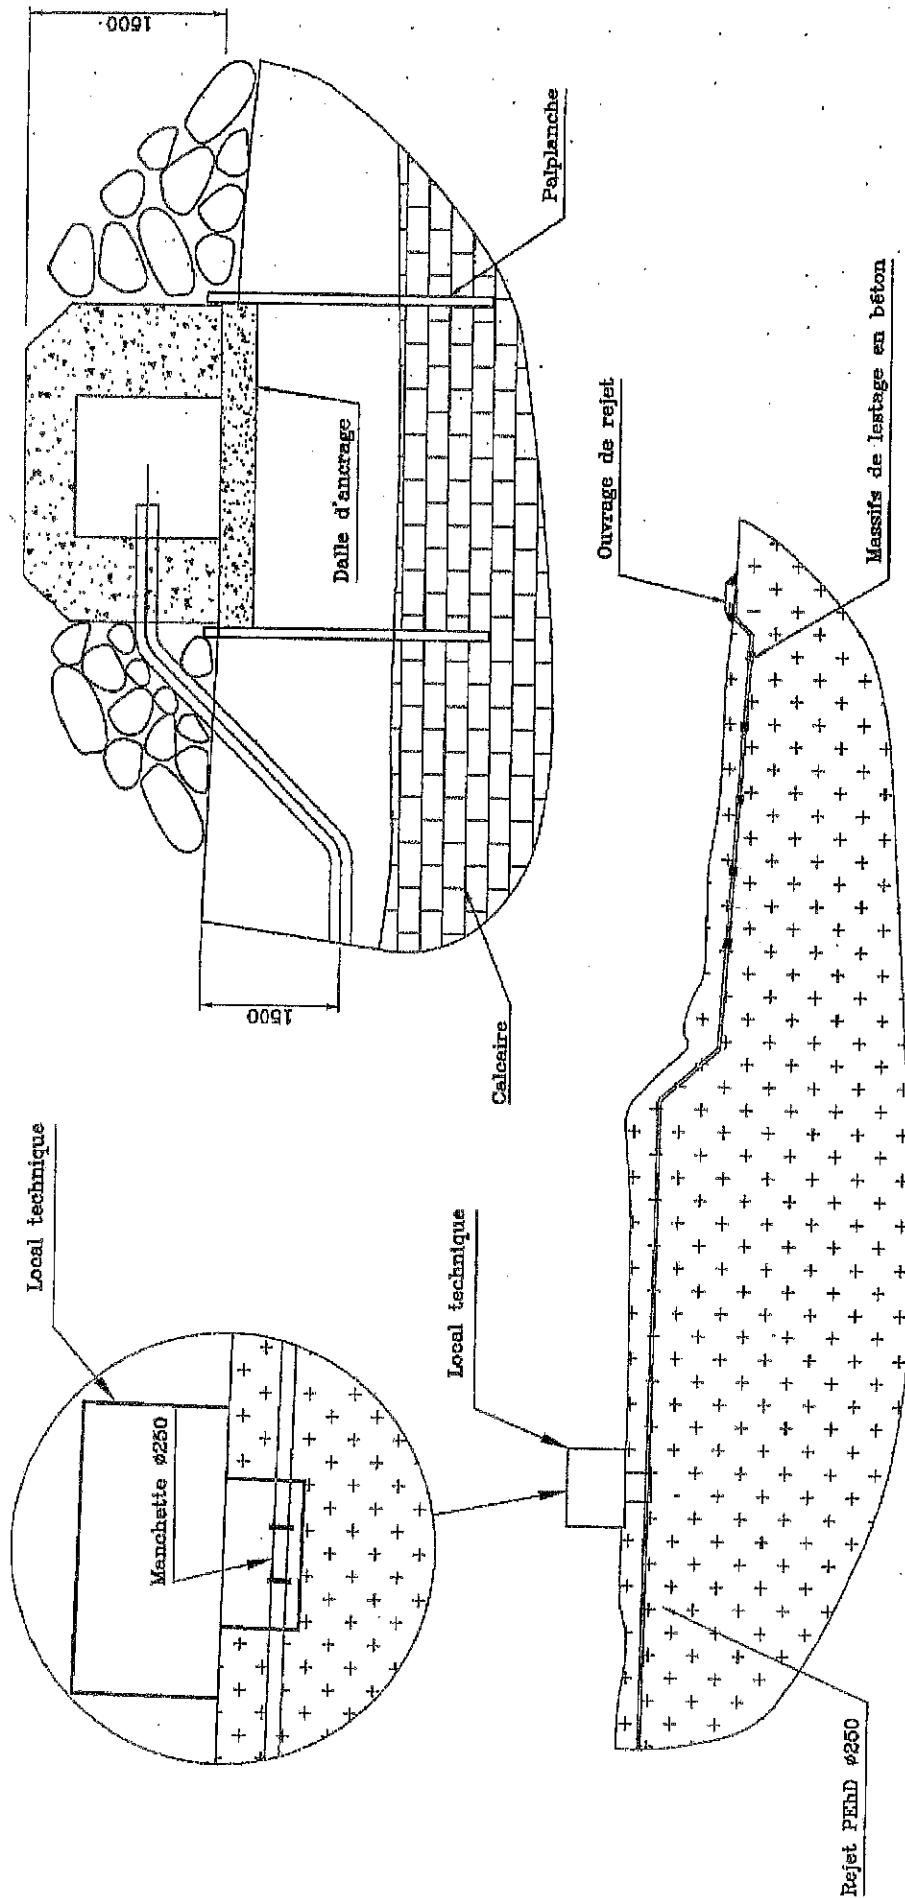 Local technique
Manchette ø250
1500
Calcaire
Dalle d'ancrage
1500
Palplanche
Local technique
Ouvrage de rejet
Rejet PEhD ø250
Massifs de lestage en béton